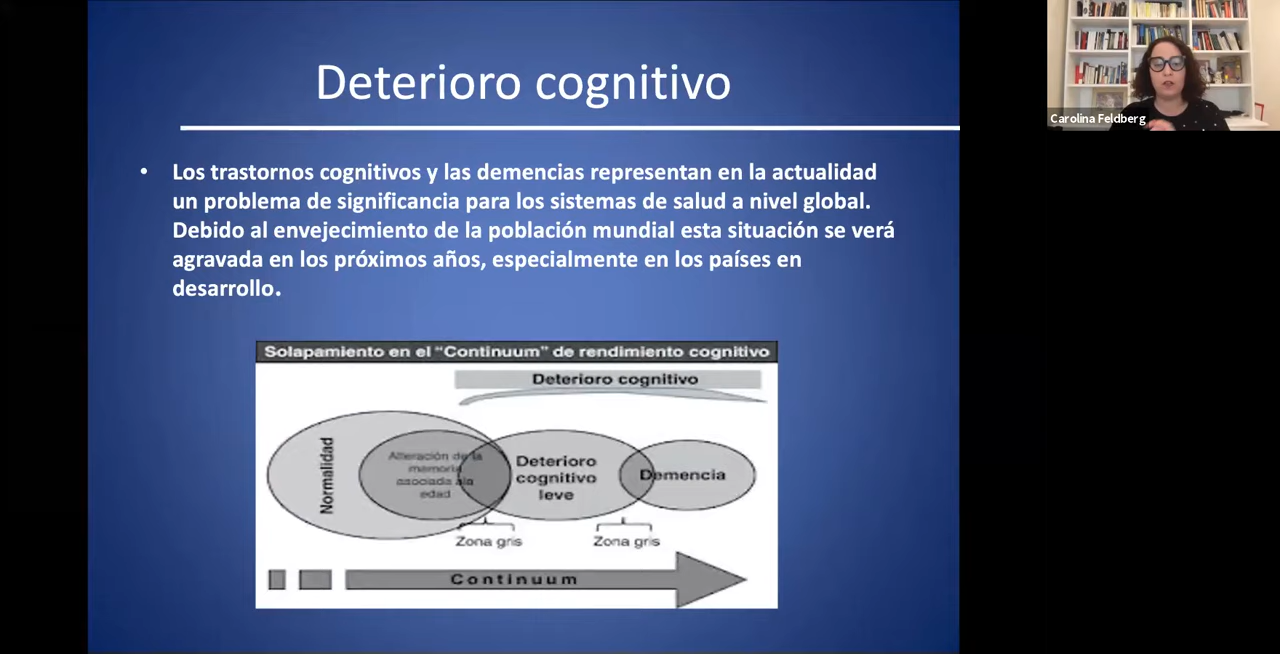 Deterioro cognitivo
• Los trastornos cognitivos y las demencias representan en la actualidad
un problema de significancia para los sistemas de salud a nivel global.
Debido al envejecimiento de la población mundial esta situación se verá
agravada en los próximos años, especialmente en los países en
desarrollo.
Solapamiento en el "Continuum" de rendimiento cognitivo
Deterioro cognitivo
Normalidad
Alteración de la
memoria
asociada a la
edad
Deterioro
cognitivo
leve
Demencia
Zona gris
Zona gris
Continuum
Carolina Feldberg